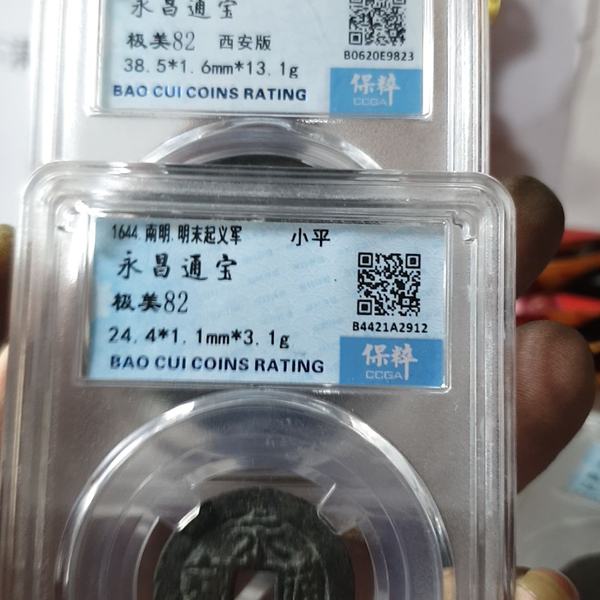 永昌通宝
极美82 西安版
38.5*1.6mm*13.1g
BAO CUI COINS RATING
B0620E9823
保粹
CCGA
1644.南明.明末起义军 小平
永昌通宝
极美82
24.4*1.1mm*3.1g
BAO CUI COINS RATING
B4421A2912
保粹
CCGA